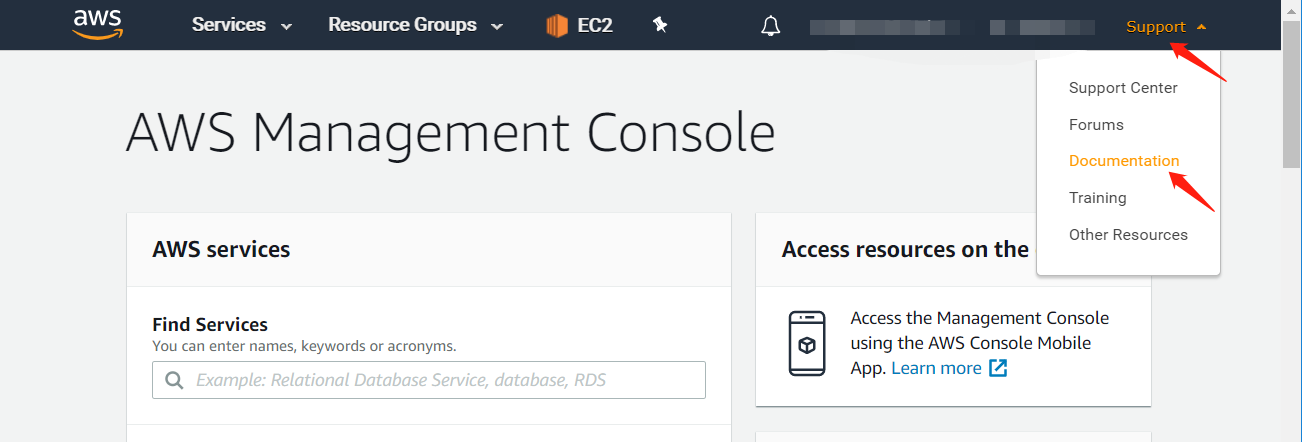 aws
Services
Resource Groups
EC2
Support
Support Center
Forums
Documentation
Training
Other Resources
AWS Management Console
AWS services
Find Services
You can enter names, keywords or acronyms.
Example: Relational Database Service, database, RDS
Access resources on the
Access the Management Console
using the AWS Console Mobile
App. Learn more